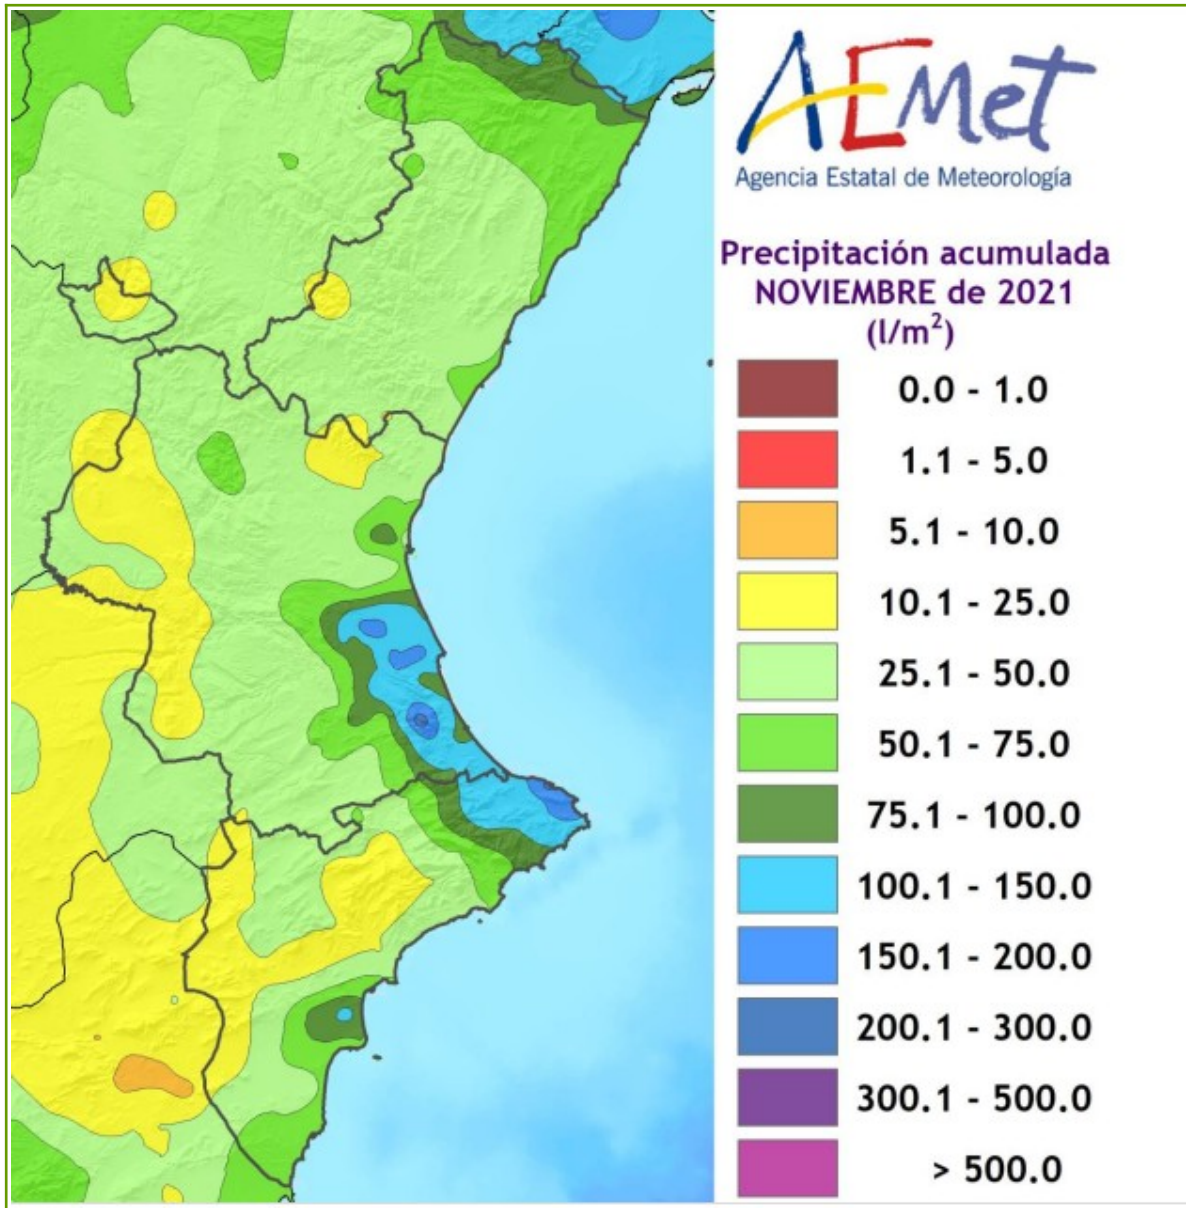 AEMet
Agencia Estatal de Meteorología
Precipitación acumulada
NOVIEMBRE de 2021
(l/m²)
0.0 - 1.0
1.1 - 5.0
5.1 - 10.0
10.1 - 25.0
25.1 - 50.0
50.1 - 75.0
75.1 - 100.0
100.1 - 150.0
150.1 - 200.0
200.1 - 300.0
300.1 - 500.0
> 500.0